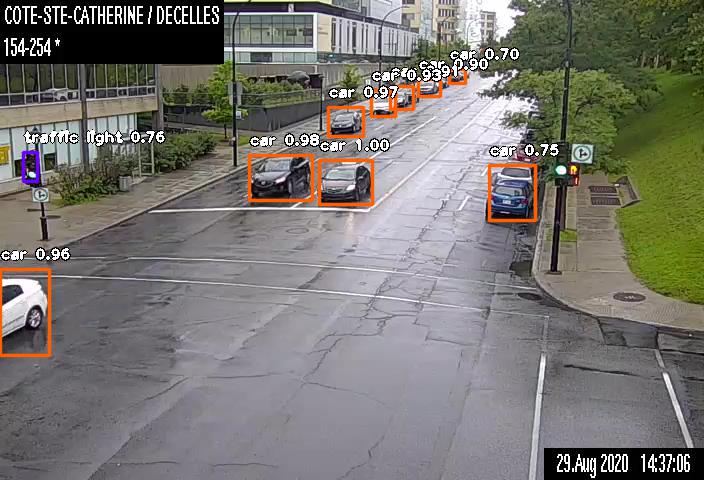 COTE-STE-CATHERINE / DECELLES
154-254 *
car 0.70
car 0.93
car 0.97
traffic light 0.76
car 0.98
car 1.00
car 0.75
car 0.96
29.Aug 2020 14:37:06